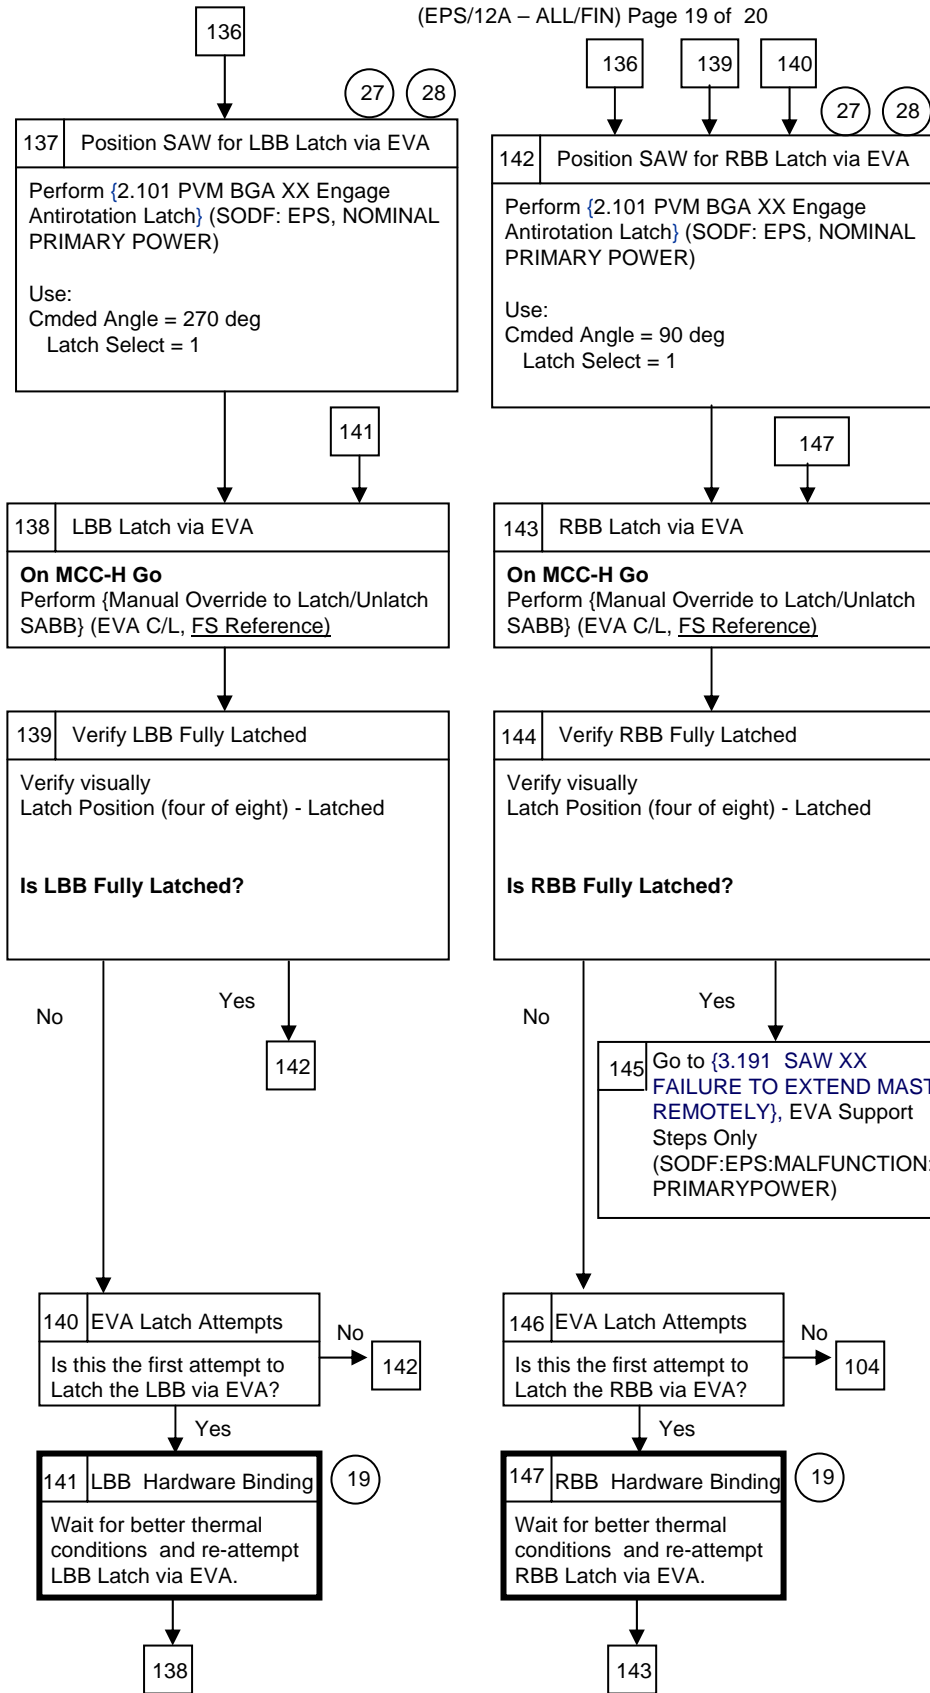 (EPS/12A – ALL/FIN) Page 19 of 20
136
27
28
137 Position SAW for LBB Latch via EVA
Perform {2.101 PVM BGA XX Engage
Antirotation Latch} (SODF: EPS, NOMINAL
PRIMARY POWER)
Use:
Cmded Angle = 270 deg
Latch Select = 1
141
138 LBB Latch via EVA
On MCC-H Go
Perform {Manual Override to Latch/Unlatch
SABB} (EVA C/L, FS Reference)
139 Verify LBB Fully Latched
Verify visually
Latch Position (four of eight) - Latched
Is LBB Fully Latched?
No
Yes
142
140 EVA Latch Attempts
Is this the first attempt to
Latch the LBB via EVA?
No
142
Yes
141 LBB Hardware Binding
19
Wait for better thermal
conditions and re-attempt
LBB Latch via EVA.
138
136
139
140
27
28
142 Position SAW for RBB Latch via EVA
Perform {2.101 PVM BGA XX Engage
Antirotation Latch} (SODF: EPS, NOMINAL
PRIMARY POWER)
Use:
Cmded Angle = 90 deg
Latch Select = 1
147
143 RBB Latch via EVA
On MCC-H Go
Perform {Manual Override to Latch/Unlatch
SABB} (EVA C/L, FS Reference)
144 Verify RBB Fully Latched
Verify visually
Latch Position (four of eight) - Latched
Is RBB Fully Latched?
No
Yes
145 Go to {3.191 SAW XX
FAILURE TO EXTEND MAST
REMOTELY}, EVA Support
Steps Only
(SODF:EPS:MALFUNCTION:
PRIMARYPOWER)
146 EVA Latch Attempts
Is this the first attempt to
Latch the RBB via EVA?
No
104
Yes
147 RBB Hardware Binding
19
Wait for better thermal
conditions and re-attempt
RBB Latch via EVA.
143